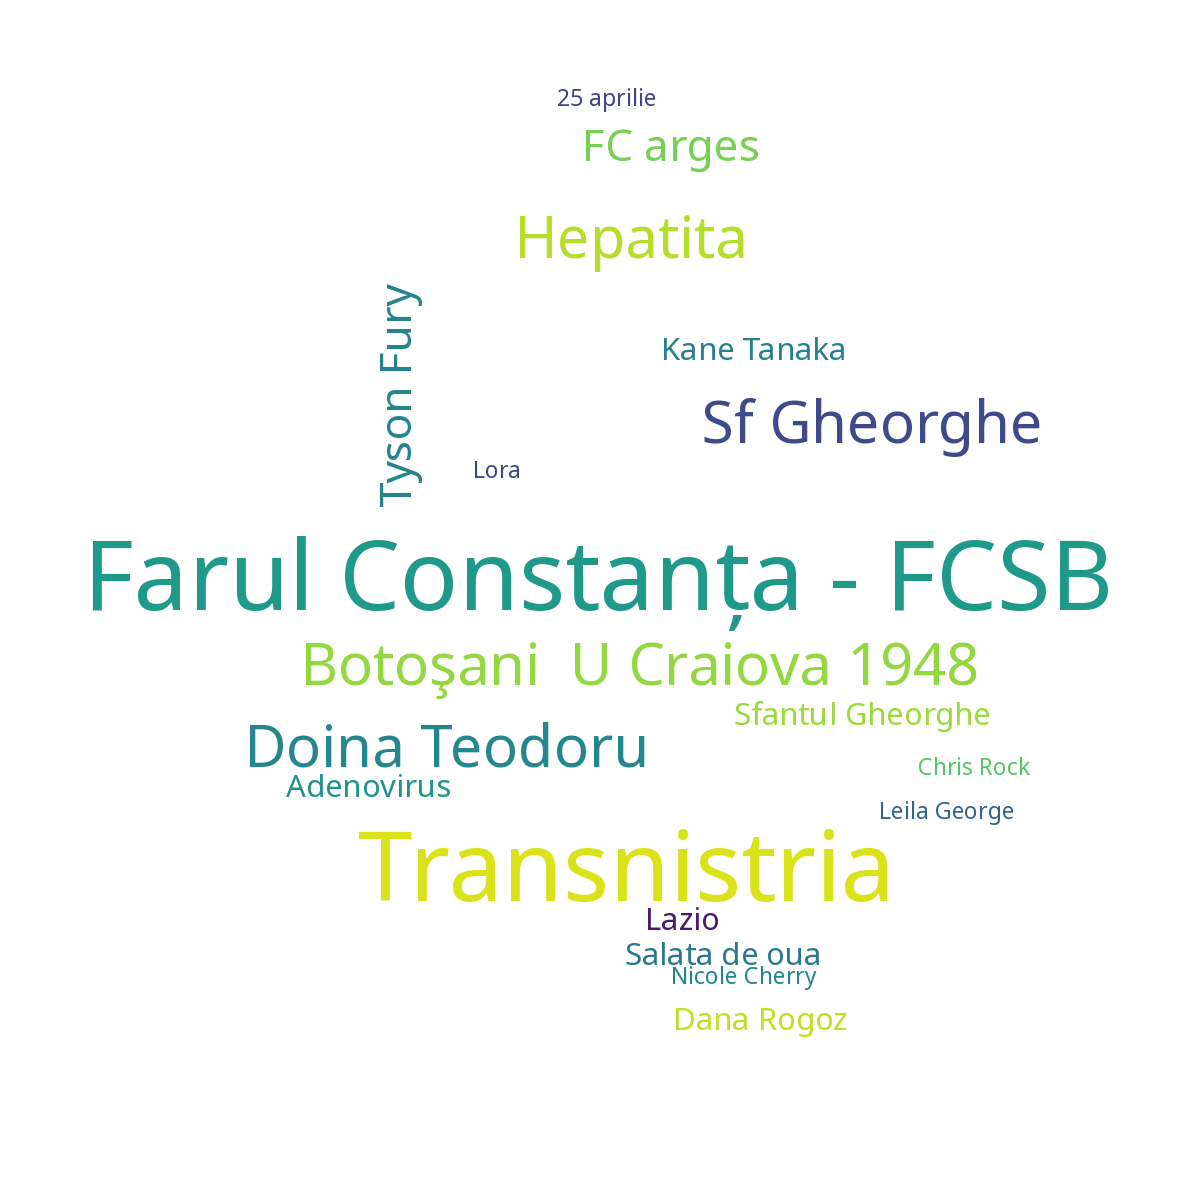 25 aprilie
FC arges
Hepatita
Tyson Fury
Kane Tanaka
Sf Gheorghe
Lora
Farul Constanța - FCSB
Botoşani  U Craiova 1948
Sfantul Gheorghe
Doina Teodoru
Chris Rock
Adenovirus
Leila George
Transnistria
Lazio
Salata de oua
Nicole Cherry
Dana Rogoz